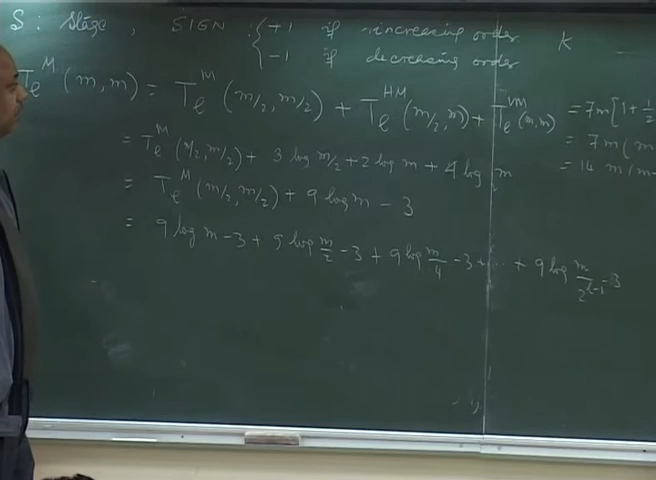 S : Stage , SIGN { +1 if increasing order K
-1 if decreasing order
T_e^M (m, m) = T_e^M (m/2, m/2) + T_e^HM (m/2, m) + T_e^VM (m, m) = 7m[1 + 1/2
= T_e^M (m/2, m/2) + 3 log m/2 + 2 log m + 4 log m = 7m (m
= T_e^M (m/2, m/2) + 9 log m - 3 = 14 m (m-
= 9 log m - 3 + 9 log m/2 - 3 + 9 log m/4 - 3 + ... + 9 log m/2^(k-1) - 3